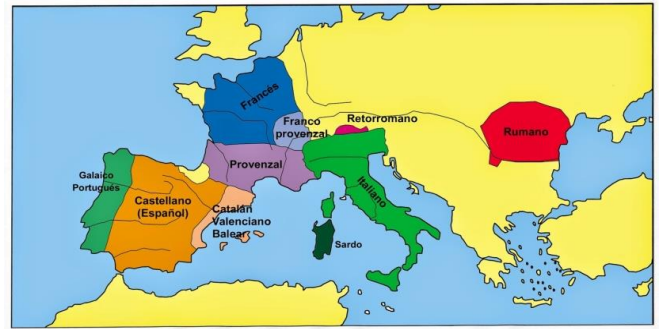 Francés
Franco
provenzal
Retorromano
Rumano
Provenzal
Galaico
Portugués
Castellano
(Español)
Catalán
Valenciano
Balear
Italiano
Sardo